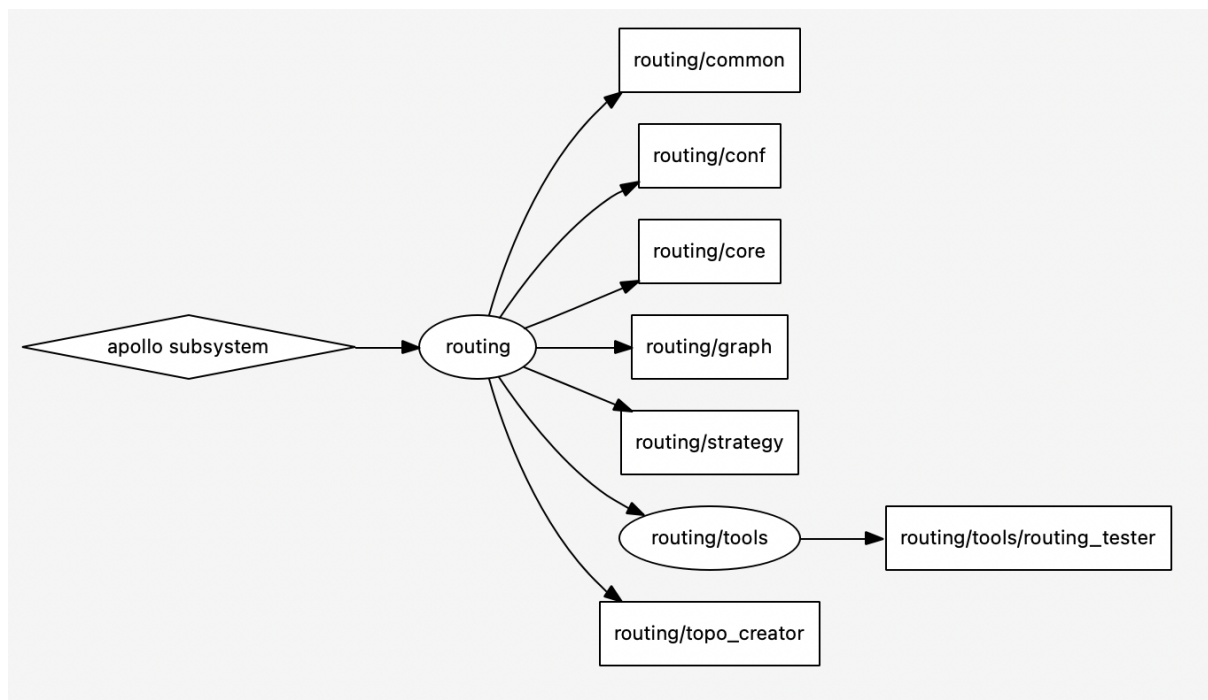 routing/common
routing/conf
routing/core
apollo subsystem
routing
routing/graph
routing/strategy
routing/tools
routing/tools/routing_tester
routing/topo_creator